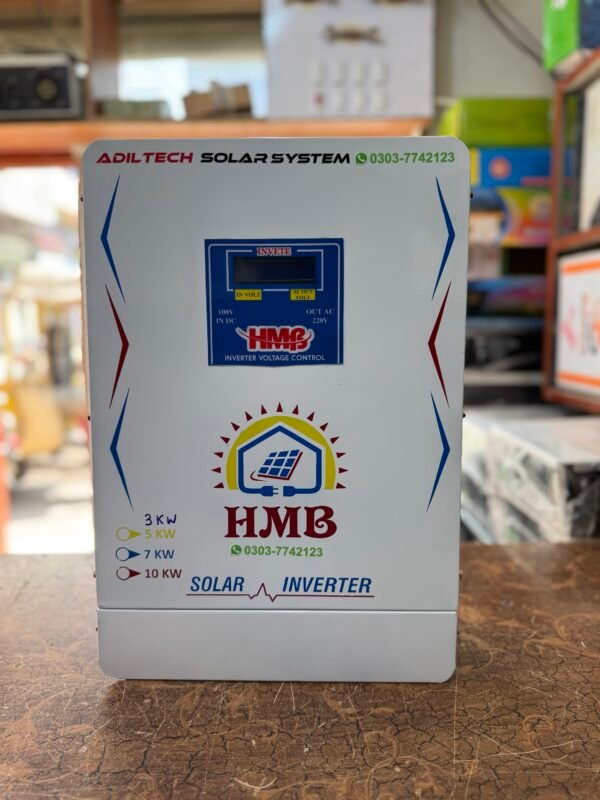 ADILTECH SOLAR SYSTEM 0303-7742123
INVETE
IN VOLT
AC OUT VOLT
100V IN DC
OUT AC 220V
HMB
INVERTER VOLTAGE CONTROL
HMB
0303-7742123
3 KW
5 KW
7 KW
10 KW
SOLAR INVERTER